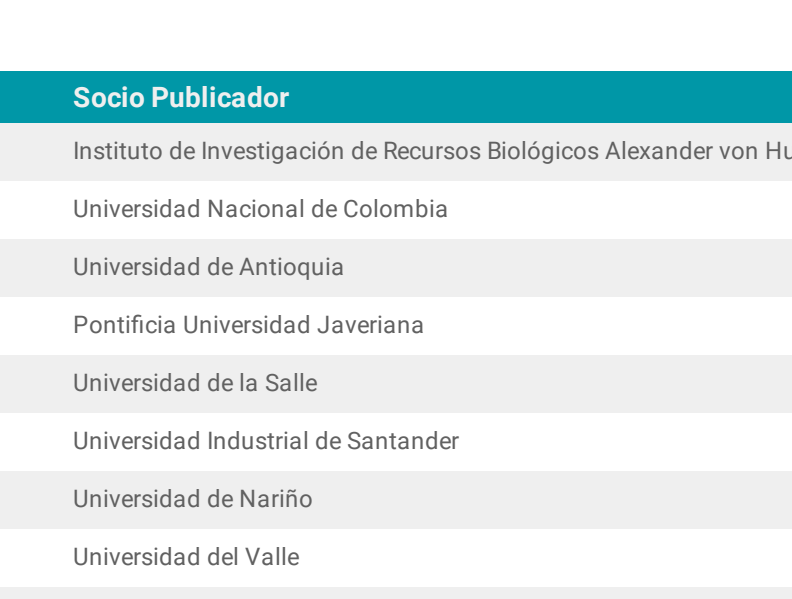 Socio Publicador
Instituto de Investigación de Recursos Biológicos Alexander von
Universidad Nacional de Colombia
Universidad de Antioquia
Pontificia Universidad Javeriana
Universidad de la Salle
Universidad Industrial de Santander
Universidad de Nariño
Universidad del Valle